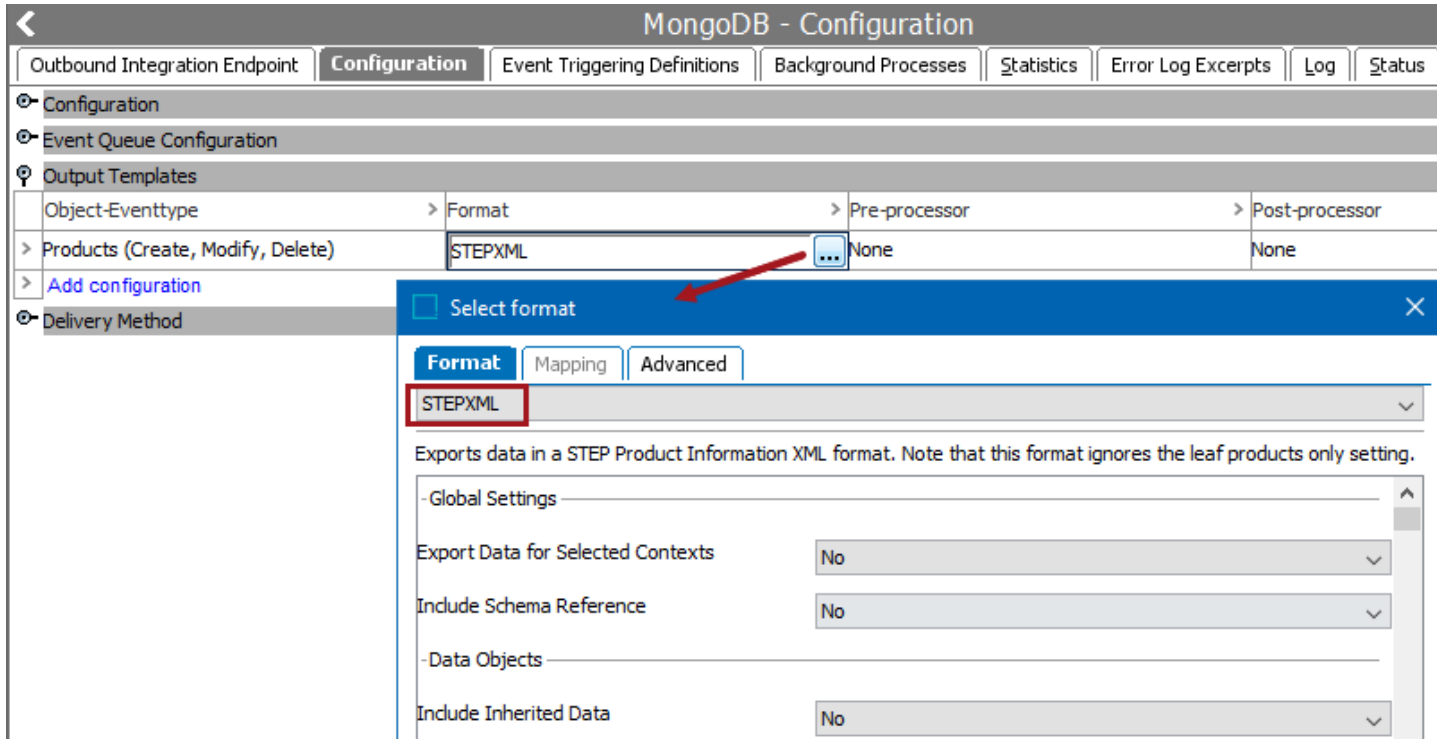 MongoDB - Configuration
Outbound Integration Endpoint Configuration Event Triggering Definitions Background Processes Statistics Error Log Excerpts Log Status
Configuration
Event Queue Configuration
Output Templates
Object-Eventtype > Format > Pre-processor > Post-processor
> Products (Create, Modify, Delete) STEPXML ... None None
> Add configuration
Delivery Method
Select format
Format Mapping Advanced
STEPXML
Exports data in a STEP Product Information XML format. Note that this format ignores the leaf products only setting.
-Global Settings
Export Data for Selected Contexts No
Include Schema Reference No
-Data Objects
Include Inherited Data No